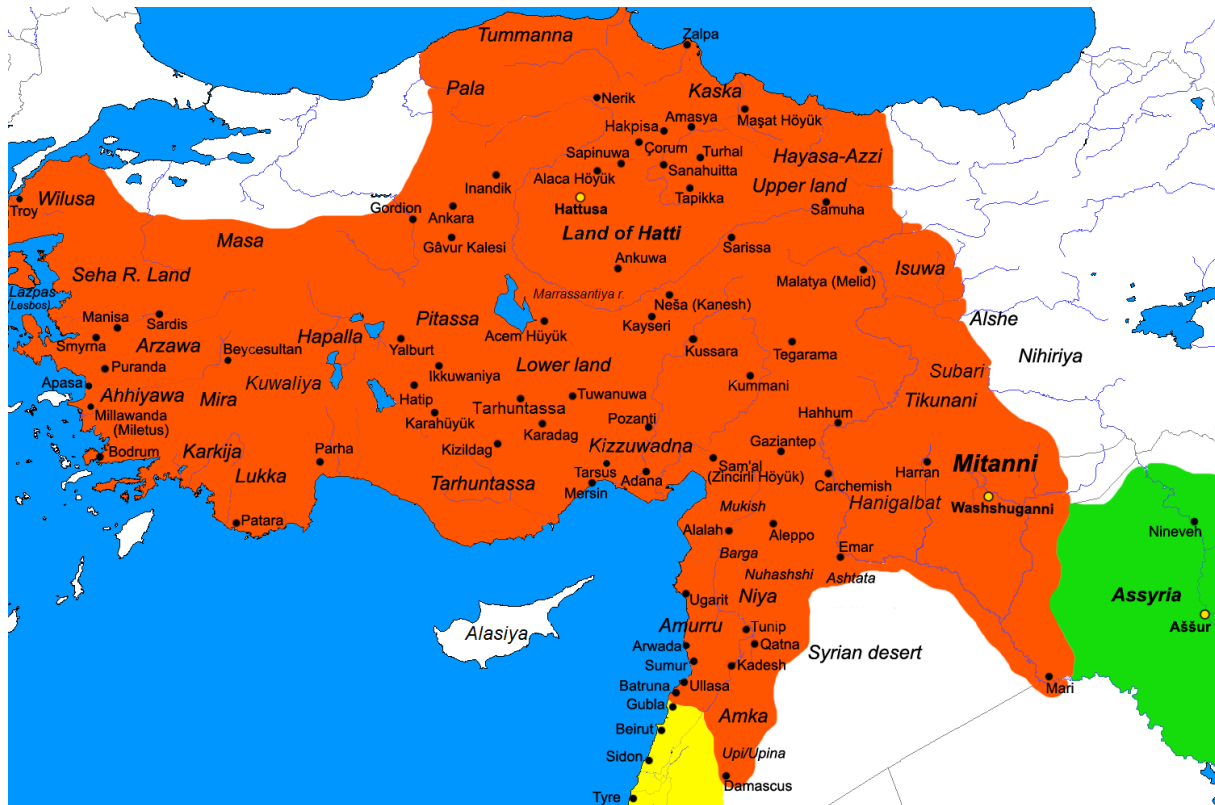 Tummanna
Zalpa
Pala
Nerik
Kaska
Maşat Höyük
Amasya
Hakpisa
Çorum
Turhal
Hayasa-Azzi
Sapinuwa
Sanahuitta
Alaca Höyük
Tapikka
Upper land
Samuha
Inandik
Hattusa
Wilusa
Troy
Gordion
Ankara
Gâvur Kalesi
Land of Hatti
Sarissa
Masa
Ankuwa
Malatya (Melid)
Isuwa
Seha R. Land
Lazpas
(Lesbos)
Marrassantiya r.
Neša (Kanesh)
Kayseri
Manisa
Sardis
Smyrna
Arzawa
Hapalla
Pitassa
Acem Hüyük
Alshe
Nihiriya
Yalburt
Beycesultan
Kussara
Tegarama
Puranda
Kuwaliya
Ikkuwaniya
Lower land
Kummani
Subari
Apasa
Ahhiyawa
Mira
Hatip
Tuwanuwa
Tikunani
Millawanda
(Miletus)
Karahüyük
Tarhuntassa
Karadag
Pozanti
Hahhum
Bodrum
Karkija
Parha
Kizildag
Kizzuwadna
Gaziantep
Mitanni
Lukka
Tarhuntassa
Tarsus
Mersin
Adana
Sam'al
(Zincirli Höyük)
Carchemish
Harran
Hanigalbat
Washshuganni
Patara
Mukish
Alalah
Aleppo
Nineveh
Barga
Emar
Nuhashshi
Ashtata
Ugarit
Niya
Assyria
Aššur
Alasiya
Amurru
Tunip
Qatna
Arwada
Sumur
Kadesh
Syrian desert
Ullasa
Batruna
Mari
Gubla
Amka
Beirut
Upi/Upina
Sidon
Damascus
Tyre